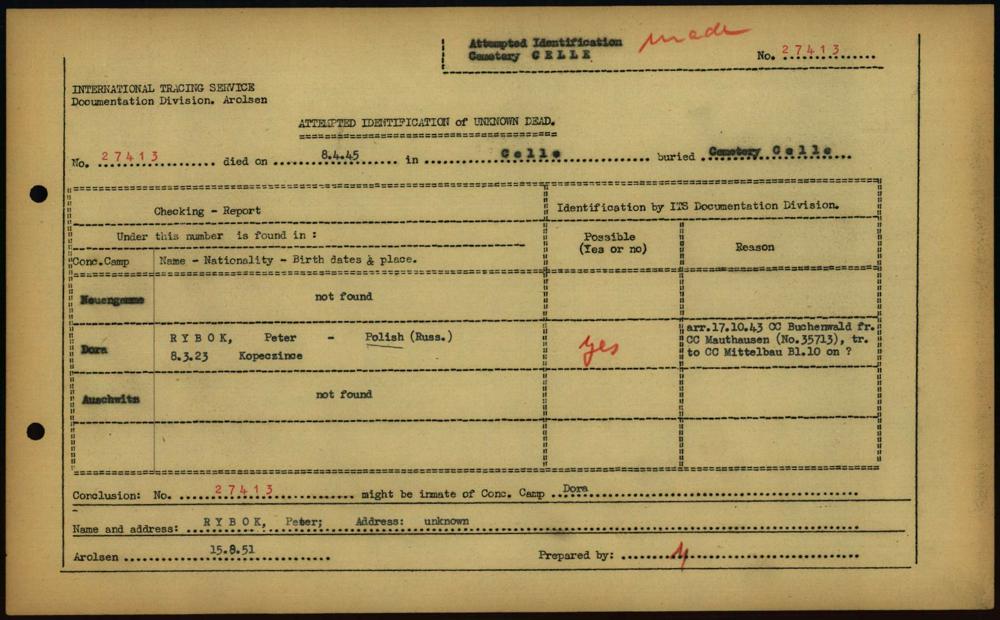 Attempted Identification made
Cemetery CELLE
No. 27413
INTERNATIONAL TRACING SERVICE
Documentation Division. Arolsen
ATTEMPTED IDENTIFICATION of UNKNOWN DEAD.
No. 27413 died on 8.4.45 in Celle buried Cemetery Celle
Checking - Report
Identification by ITS Documentation Division.
Under this number is found in :
Possible
(Yes or no)
Reason
Conc.Camp Name - Nationality - Birth dates & place.
Neuengamme not found
Dora RYBOK, Peter - Polish (Russ.)
8.3.23 Kopeczince
yes
arr.17.10.43 CC Buchenwald fr.
CC Mauthausen (No.35713), tr.
to CC Mittelbau Bl.10 on ?
Auschwitz not found
Conclusion: No. 27413 might be inmate of Conc. Camp Dora
Name and address: RYBOK, Peter; Address: unknown
Arolsen 15.8.51 Prepared by: